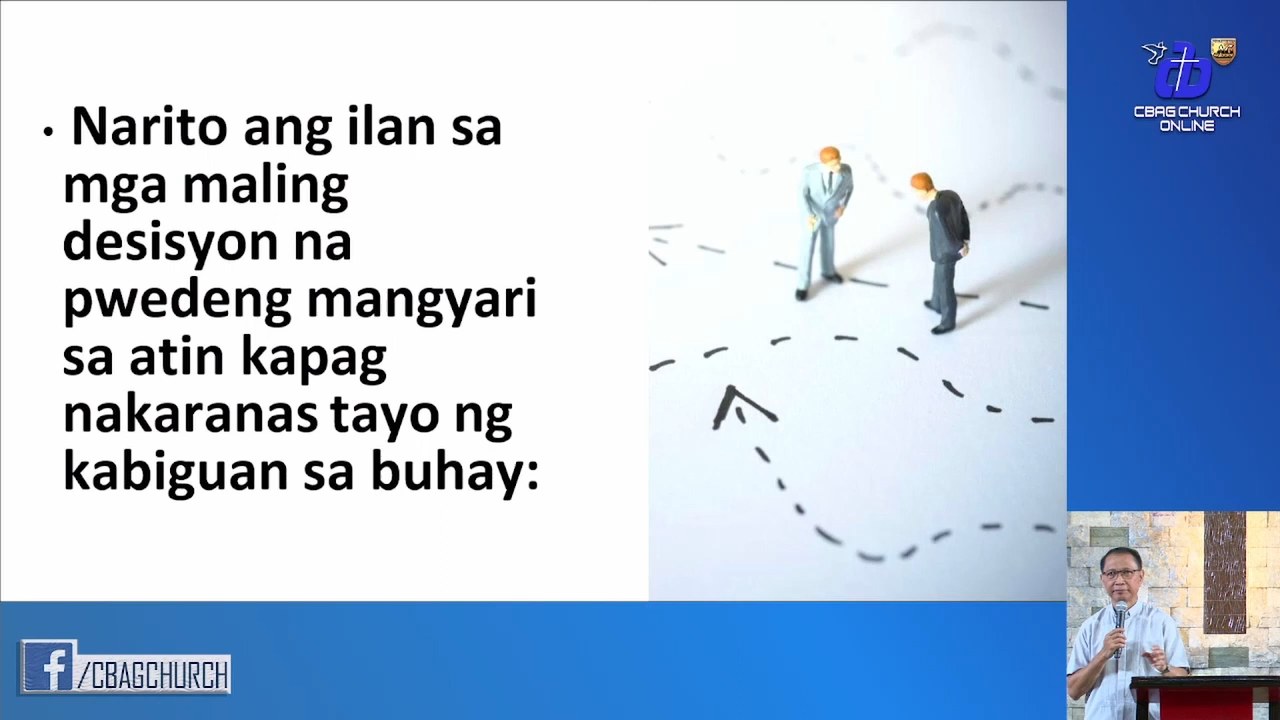 • Narito ang ilan sa
mga maling
desisyon na
pwedeng mangyari
sa atin kapag
nakaranas tayo ng
kabiguan sa buhay:
CBAG CHURCH
ONLINE
f/CBAGCHURCH